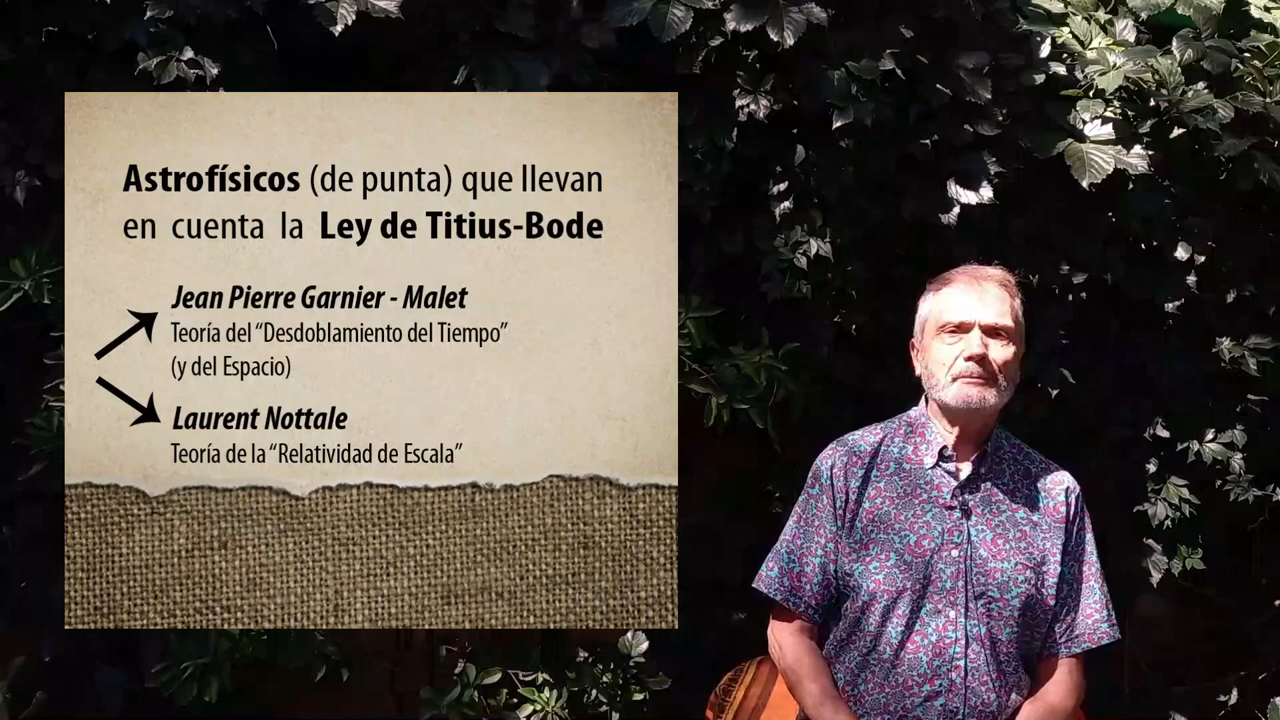 Astrofísicos (de punta) que llevan
en cuenta la Ley de Titius-Bode
Jean Pierre Garnier - Malet
Teoría del “Desdoblamiento del Tiempo”
(y del Espacio)
Laurent Nottale
Teoría de la “Relatividad de Escala”